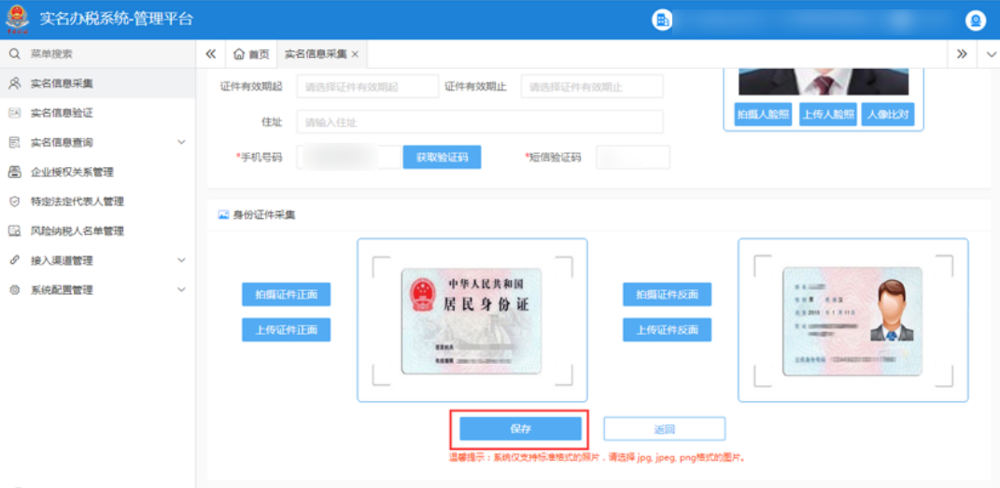 实名办税系统-管理平台
菜单搜索
首页
实名信息采集
实名信息采集
实名信息验证
实名信息查询
企业授权关系管理
特定法定代表人管理
风险纳税人名单管理
接入渠道管理
系统配置管理
证件有效期起 请选择证件有效期起 证件有效期止 请选择证件有效期止
住址 请输入住址
*手机号码 获取验证码 *短信验证码
拍摄人脸照 上传人脸照 人像比对
身份证件采集
拍摄证件正面
上传证件正面
中华人民共和国
居民身份证
拍摄证件反面
上传证件反面
保存 返回
温馨提示：系统仅支持标准格式的照片，请选择 jpg, jpeg, png格式的图片。